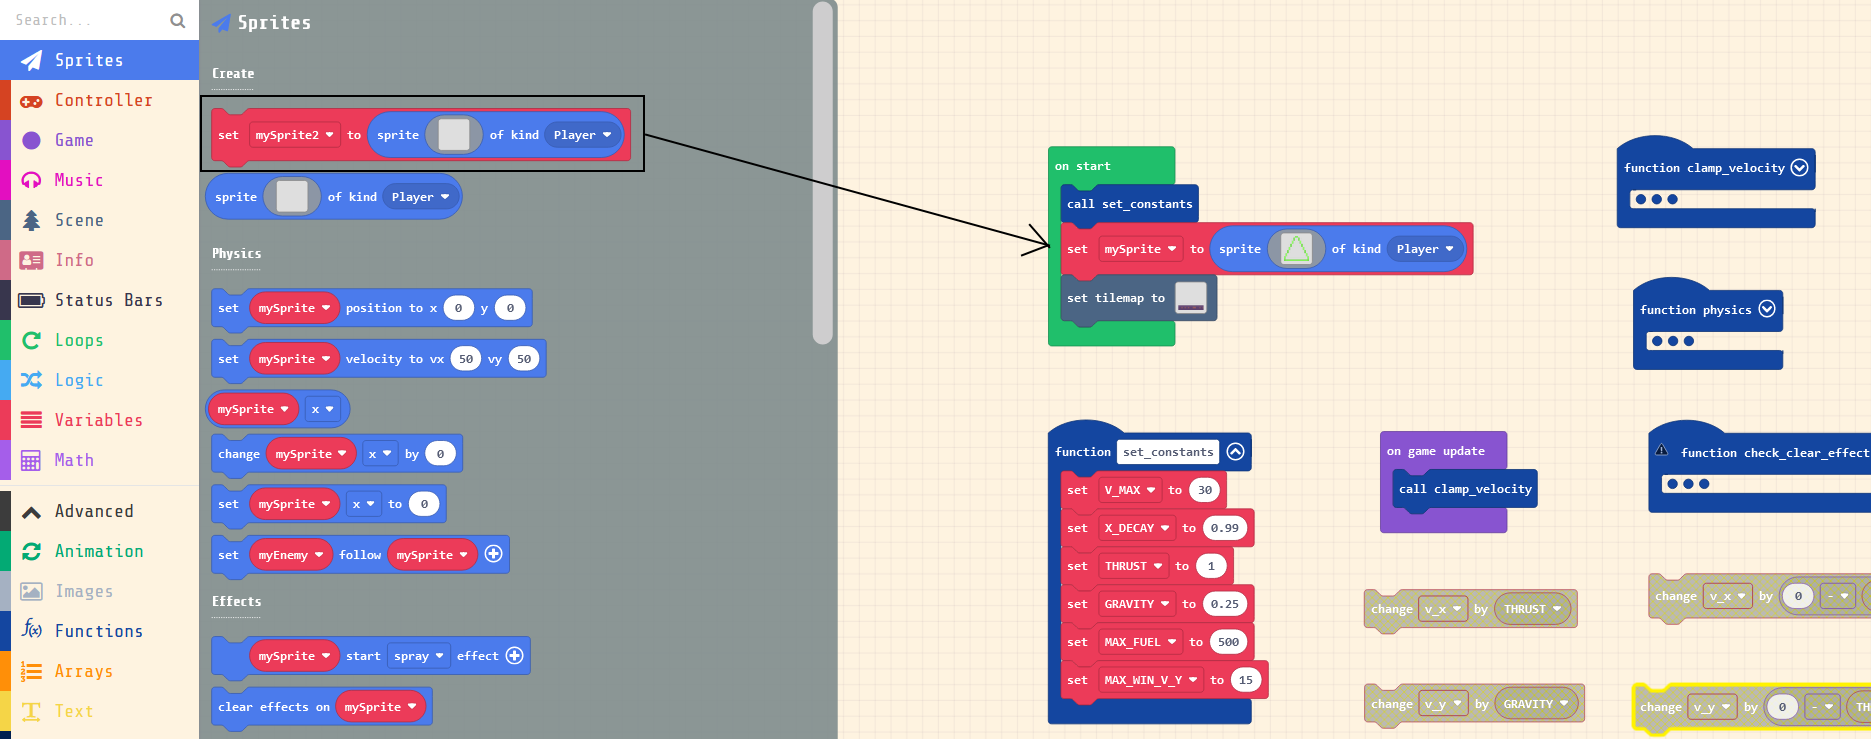 Search...
Sprites
Controller
Game
Music
Scene
Info
Status Bars
Loops
Logic
Variables
Math
Advanced
Animation
Images
Functions
Arrays
Text
Sprites
Create
set mySprite2 to sprite of kind Player
sprite of kind Player
Physics
set mySprite position to x 0 y 0
set mySprite velocity to vx 50 vy 50
mySprite x
change mySprite x by 0
set mySprite x to 0
set myEnemy follow mySprite
Effects
mySprite start spray effect
clear effects on mySprite
on start
call set_constants
set mySprite to sprite of kind Player
set tilemap to
function set_constants
set V_MAX to 30
set X_DECAY to 0.99
set THRUST to 1
set GRAVITY to 0.25
set MAX_FUEL to 500
set MAX_WIN_V_Y to 15
on game update
call clamp_velocity
change v_x by THRUST
change v_y by GRAVITY
function clamp_velocity
function physics
function check_clear_effect
change v_x by 0 -
change v_y by 0 - TH